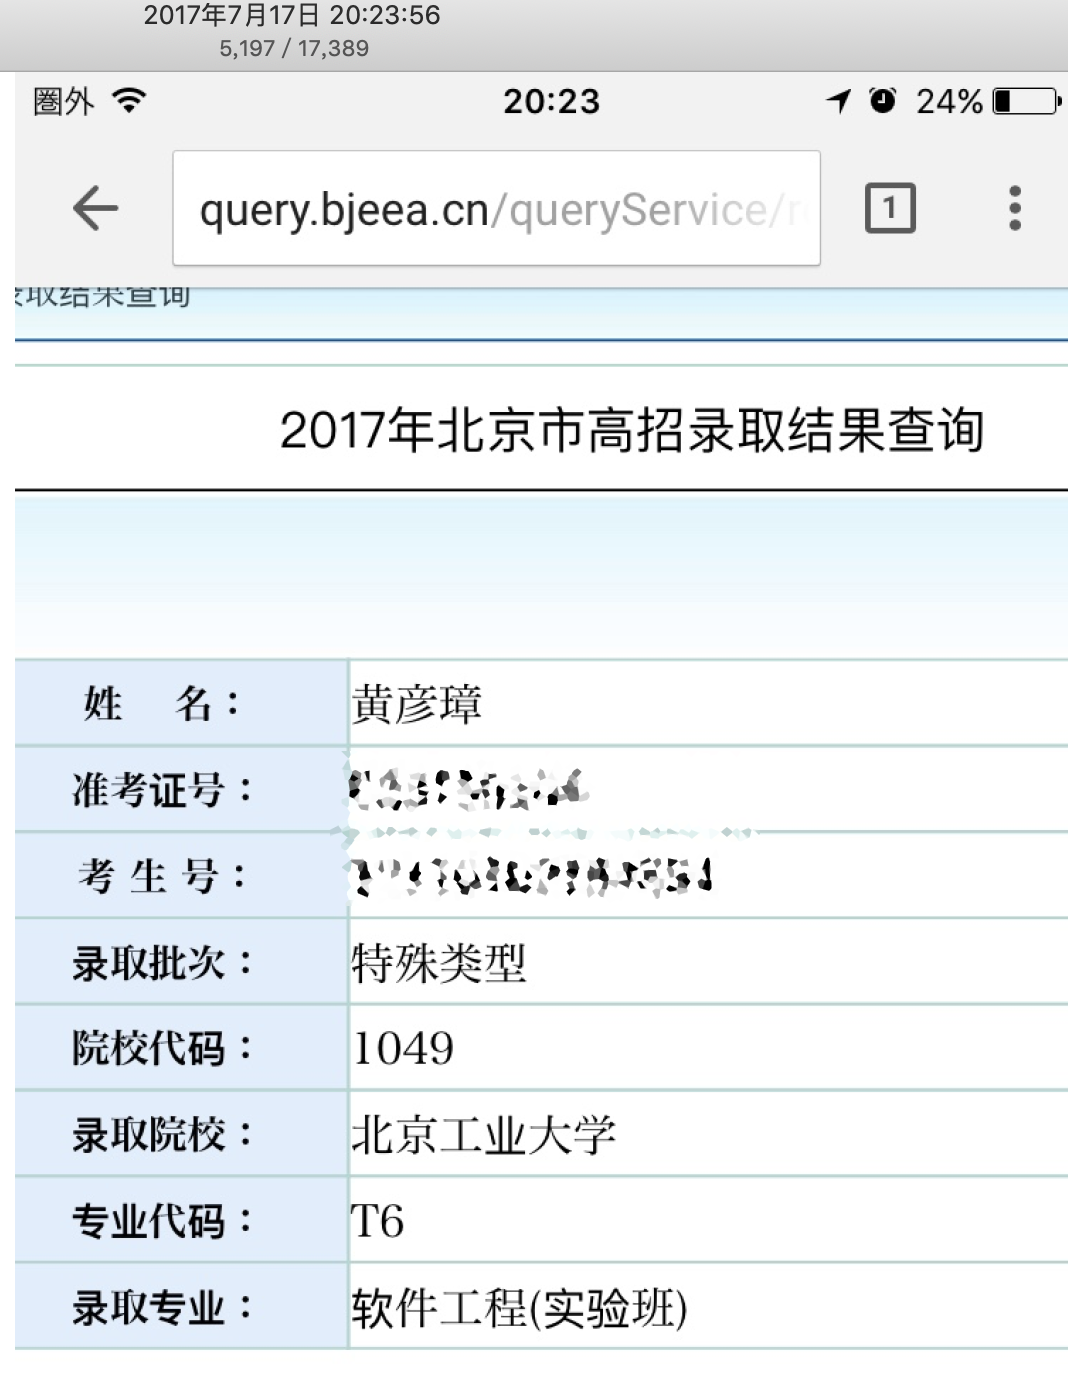 2017年7月17日 20:23:56
5,197 / 17,389
圏外 20:23 24%
query.bjeea.cn/queryService/r
录取结果查询
2017年北京市高招录取结果查询
姓 名： 黄彦璋
准考证号：
考 生 号：
录取批次： 特殊类型
院校代码： 1049
录取院校： 北京工业大学
专业代码： T6
录取专业： 软件工程(实验班)